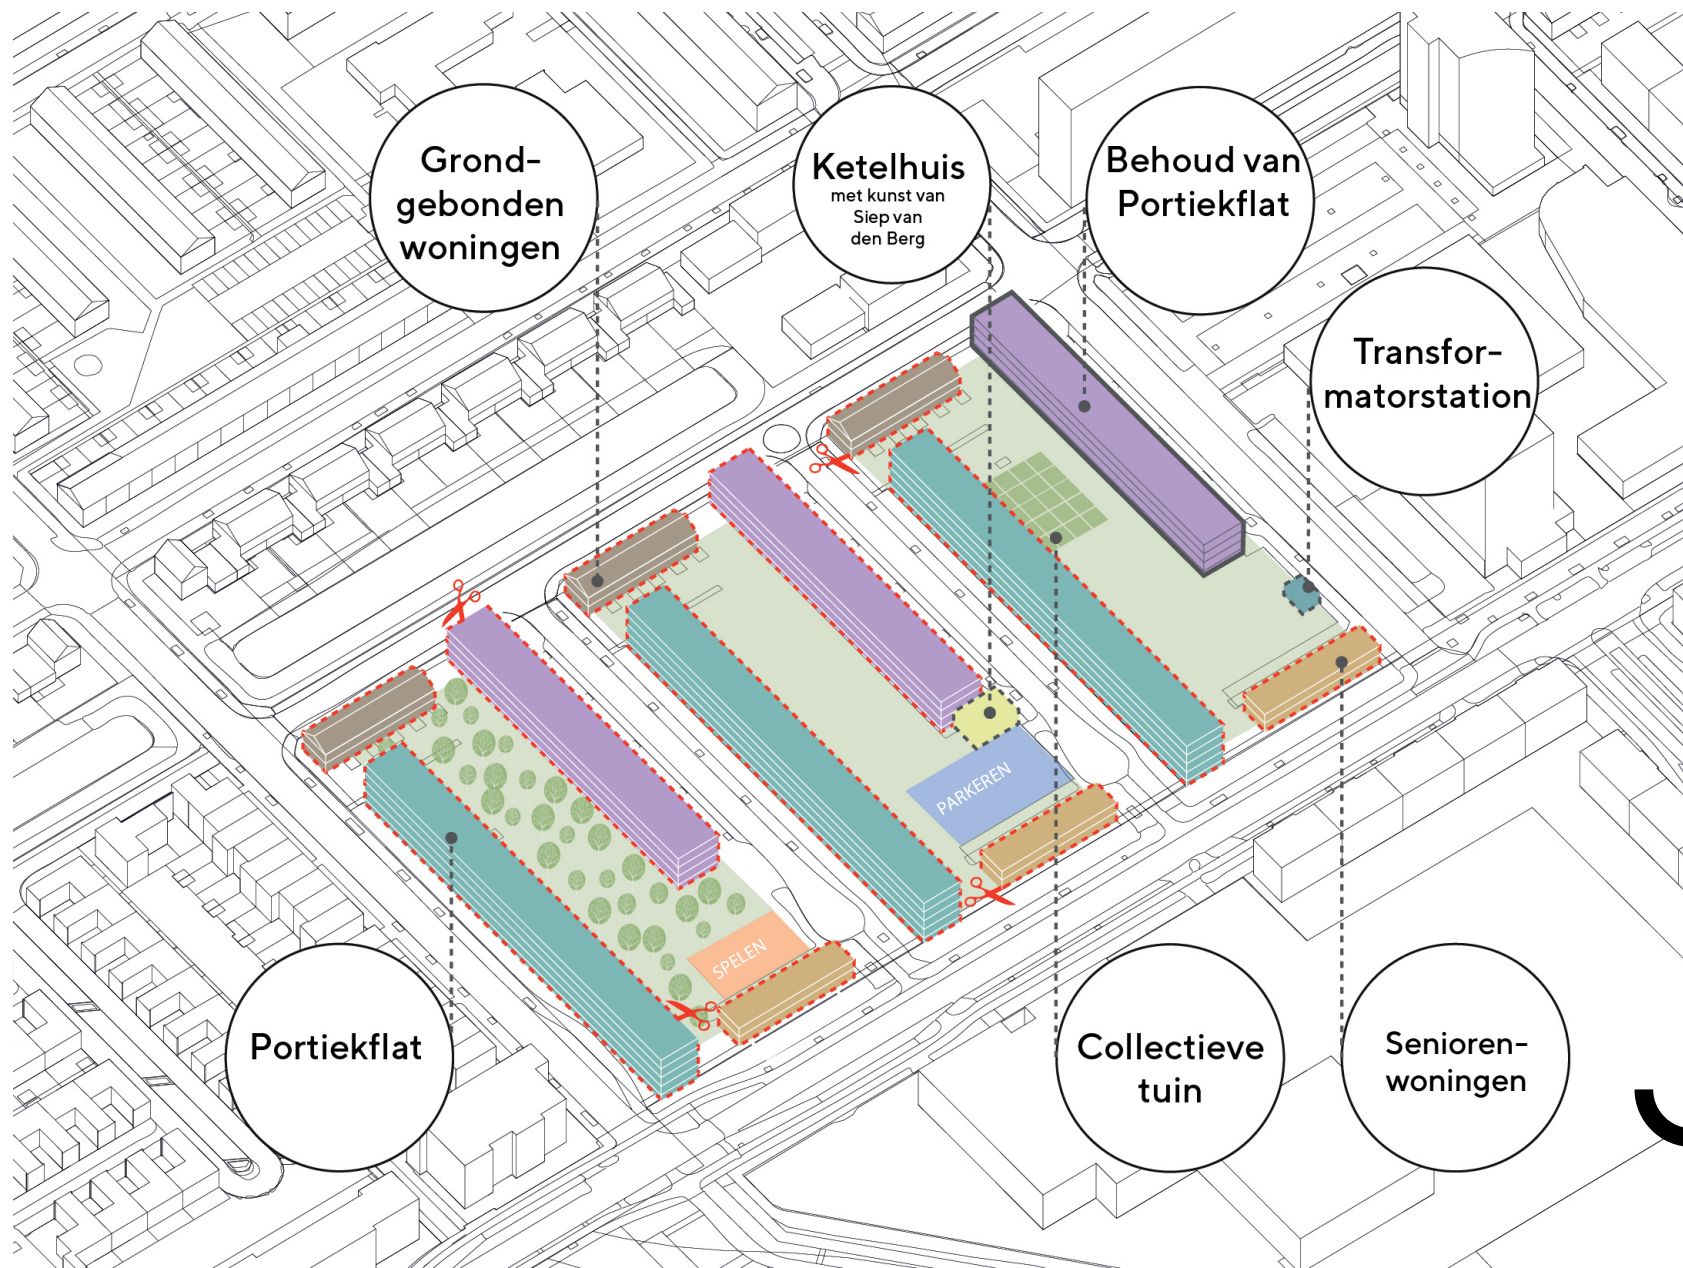 Grond-
gebonden
woningen
Ketelhuis
met kunst van
Siep van
den Berg
Behoud van
Portiekflat
Transfor-
matorstation
PARKEREN
SPELEN
Portiekflat
Collectieve
tuin
Senioren-
woningen